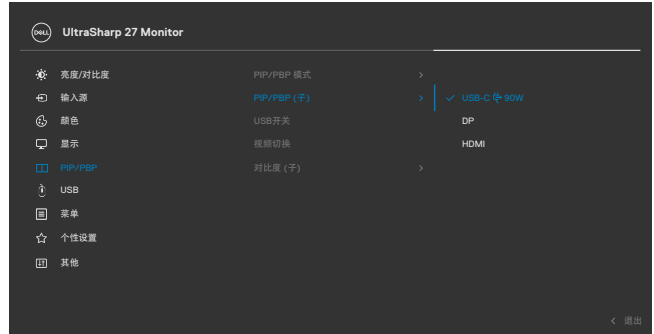 DELL UltraSharp 27 Monitor
亮度/对比度 PIP/PBP 模式
输入源 PIP/PBP (子) USB-C 90W
颜色 USB开关 DP
显示 视频切换 HDMI
PIP/PBP 对比度 (子)
USB
菜单
个性设置
其他
退出